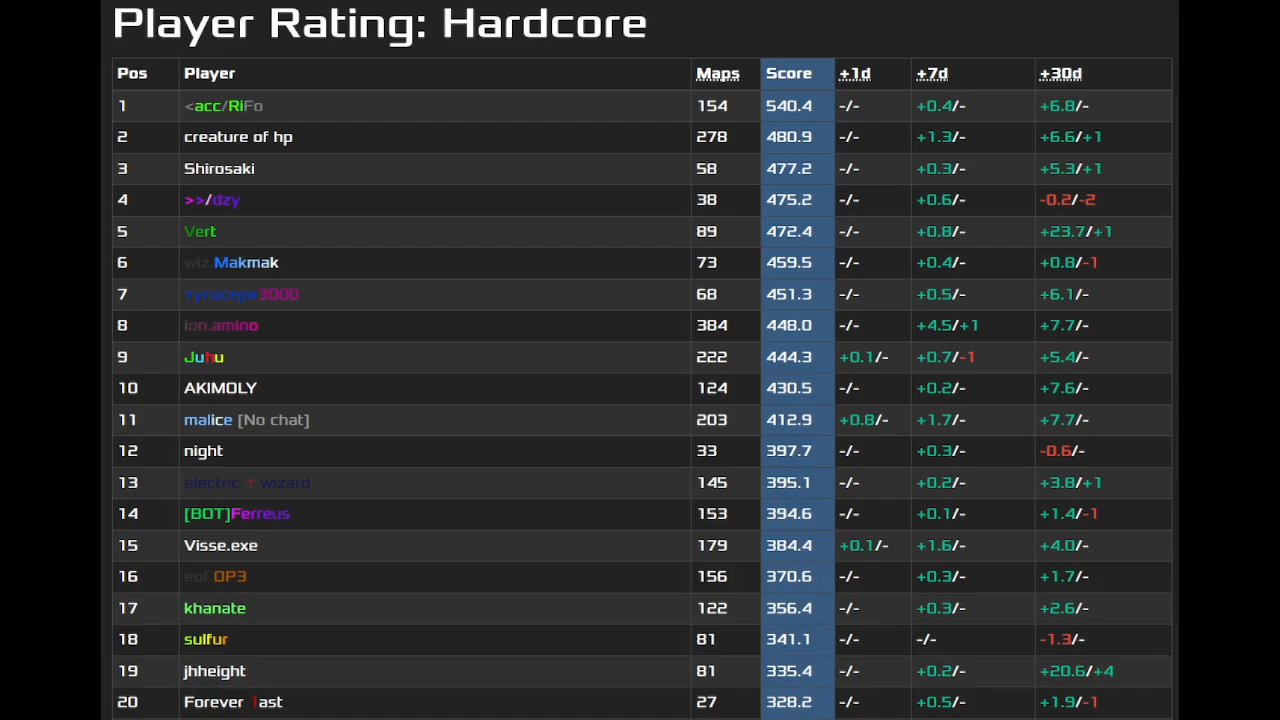 Player Rating: Hardcore
Pos Player Maps Score +1d +7d +30d
1 <acc/RiFo 154 540.4 -/- +0.4/- +6.8/-
2 creature of hp 278 480.9 -/- +1.3/- +6.6/+1
3 Shirosaki 58 477.2 -/- +0.3/- +5.3/+1
4 >>/dzy 38 475.2 -/- +0.6/- -0.2/-2
5 Vert 89 472.4 -/- +0.8/- +23.7/+1
6 wiz.Makmak 73 459.5 -/- +0.4/- +0.8/-1
7 3000 68 451.3 -/- +0.5/- +6.1/-
8 ion.amino 384 448.0 -/- +4.5/+1 +7.7/-
9 Juhu 222 444.3 +0.1/- +0.7/-1 +5.4/-
10 AKIMOLY 124 430.5 -/- +0.2/- +7.6/-
11 malice [No chat] 203 412.9 +0.8/- +1.7/- +7.7/-
12 night 33 397.7 -/- +0.3/- -0.6/-
13 electric + wizard 145 395.1 -/- +0.2/- +3.8/+1
14 [BOT]Ferreus 153 394.6 -/- +0.1/- +1.4/-1
15 Visse.exe 179 384.4 +0.1/- +1.6/- +4.0/-
16 eof.OP3 156 370.6 -/- +0.3/- +1.7/-
17 khanate 122 356.4 -/- +0.3/- +2.6/-
18 sulfur 81 341.1 -/- -/- -1.3/-
19 jhheight 81 335.4 -/- +0.2/- +20.6/+4
20 Forever 1ast 27 328.2 -/- +0.5/- +1.9/-1